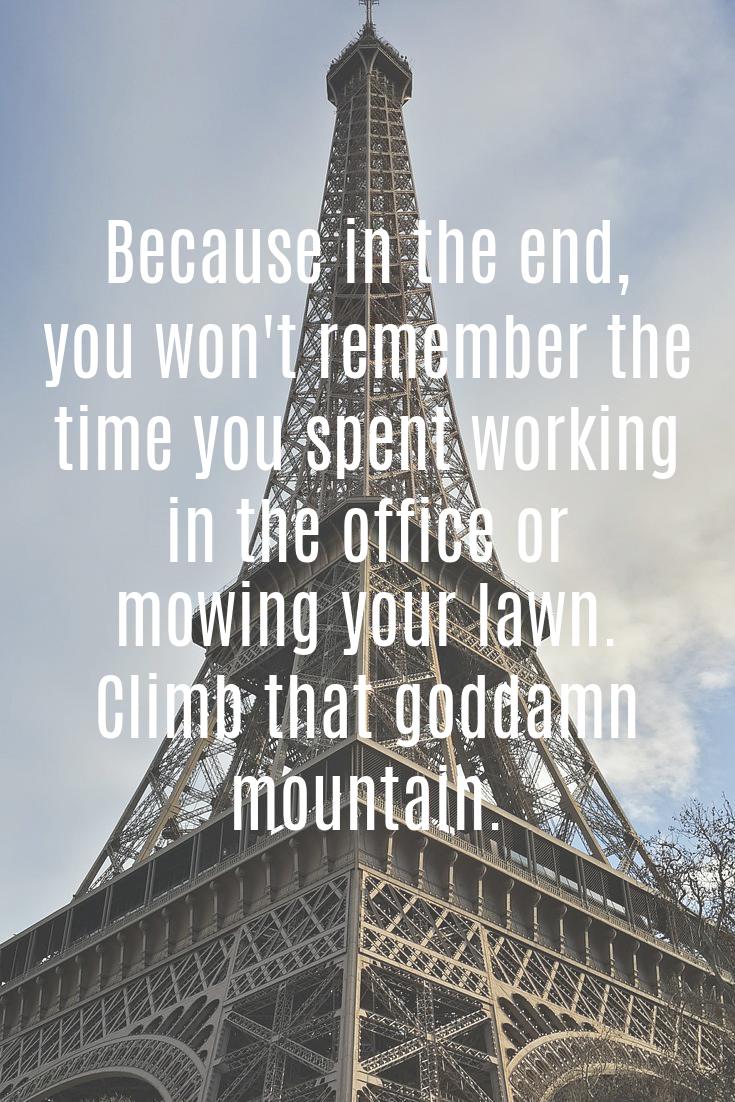 Because in the end,
you won't remember the
time you spent working
in the office or
mowing your lawn.
Climb that goddamn
mountain.